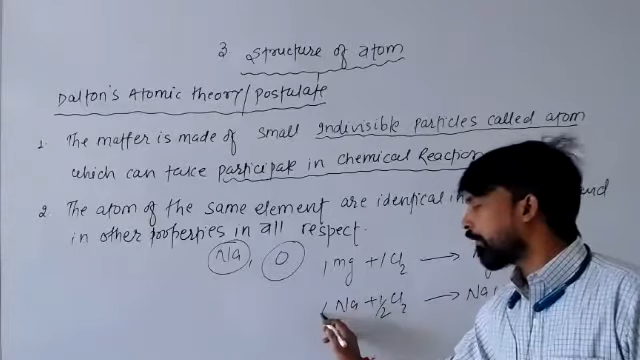 3. Structure of atom
Dalton's Atomic theory/postulate
1. The matter is made of small indivisible particles called atom
which can take participate in chemical Reaction
2 The atom of the same element are identical in and
in other properties in all respect.
Na, O
1 mg + 1 Cl2 →
1 Na + 1/2 Cl2 → Na